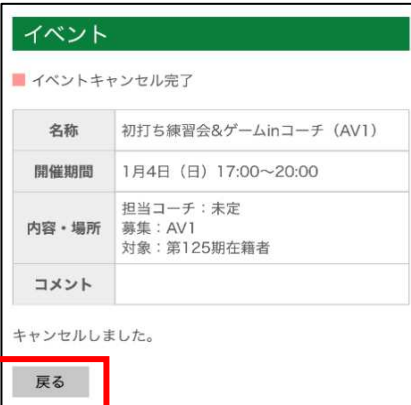 イベント
イベントキャンセル完了
名称 初打ち練習会&ゲームinコーチ（AV1）
開催期間 1月4日（日）17:00～20:00
内容・場所 担当コーチ：未定
募集：AV1
対象：第125期在籍者
コメント
キャンセルしました。
戻る